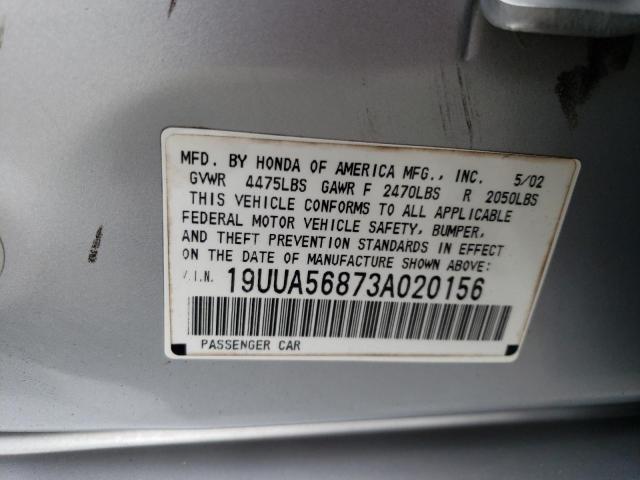 MFD. BY HONDA OF AMERICA MFG., INC. 5/02
GVWR 4475LBS GAWR F 2470LBS R 2050LBS
THIS VEHICLE CONFORMS TO ALL APPLICABLE
FEDERAL MOTOR VEHICLE SAFETY, BUMPER,
AND THEFT PREVENTION STANDARDS IN EFFECT
ON THE DATE OF MANUFACTURE SHOWN ABOVE:
V.I.N. 19UUA56873A020156
PASSENGER CAR